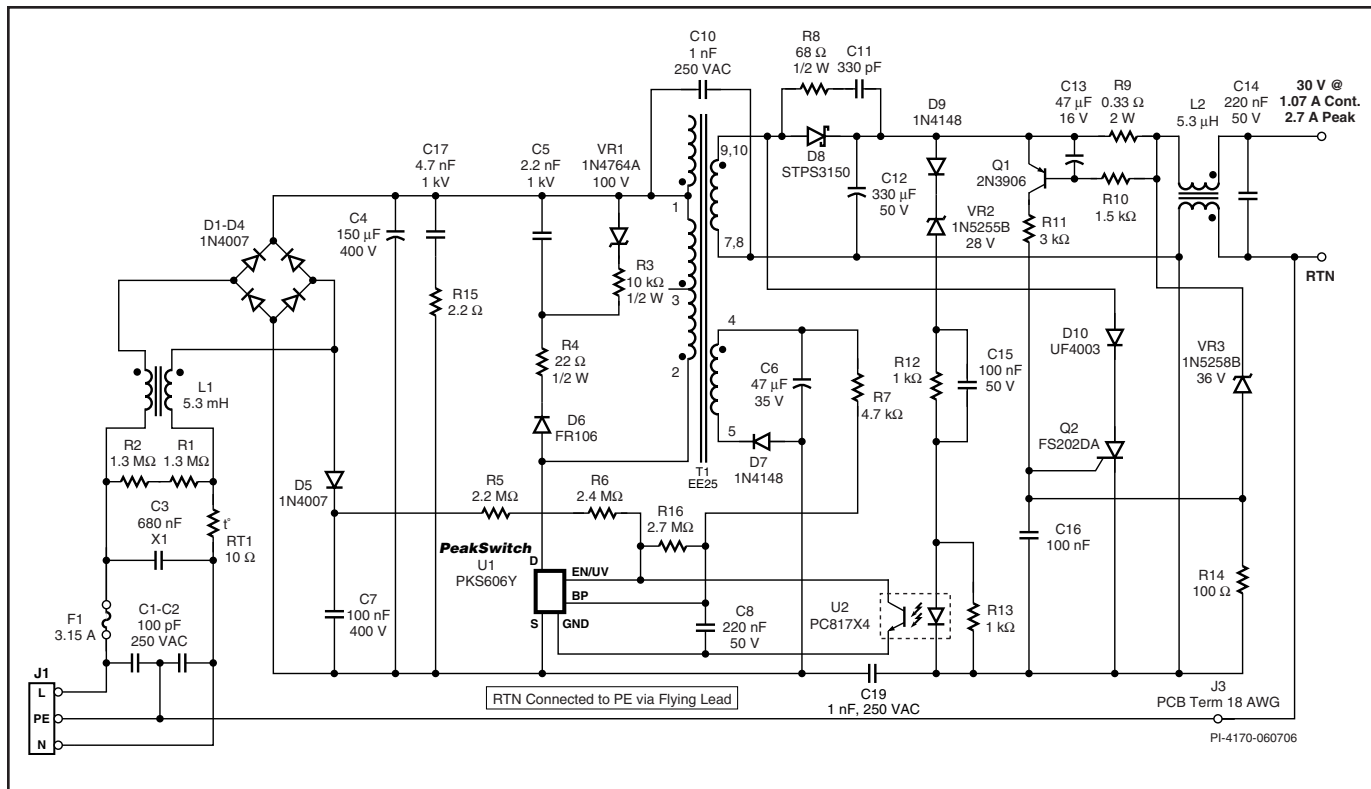 C10
1 nF
250 VAC
R8
68 Ω
1/2 W
C11
330 pF
D9
1N4148
C13
47 μF
16 V
R9
0.33 Ω
2 W
L2
5.3 μH
C14
220 nF
50 V
30 V @
1.07 A Cont.
2.7 A Peak
C17
4.7 nF
1 kV
C5
2.2 nF
1 kV
VR1
1N4764A
100 V
9,10
D8
STPS3150
C12
330 μF
50 V
Q1
2N3906
R10
1.5 kΩ
D1-D4
1N4007
C4
150 μF
400 V
1
VR2
1N5255B
28 V
R11
3 kΩ
7,8
RTN
R3
10 kΩ
1/2 W
3
R15
2.2 Ω
4
D10
UF4003
VR3
1N5258B
36 V
R4
22 Ω
1/2 W
2
C6
47 μF
35 V
R7
4.7 kΩ
R12
1 kΩ
C15
100 nF
50 V
L1
5.3 mH
D6
FR106
5
D7
1N4148
Q2
FS202DA
R2
1.3 MΩ
R1
1.3 MΩ
T1
EE25
D5
1N4007
R5
2.2 MΩ
R6
2.4 MΩ
R16
2.7 MΩ
C3
680 nF
X1
t°
RT1
10 Ω
C16
100 nF
PeakSwitch
U1
PKS606Y
D
EN/UV
BP
S
GND
R14
100 Ω
F1
3.15 A
C1-C2
100 pF
250 VAC
C7
100 nF
400 V
C8
220 nF
50 V
U2
PC817X4
R13
1 kΩ
J1
L
PE
N
RTN Connected to PE via Flying Lead
C19
1 nF, 250 VAC
J3
PCB Term 18 AWG
PI-4170-060706